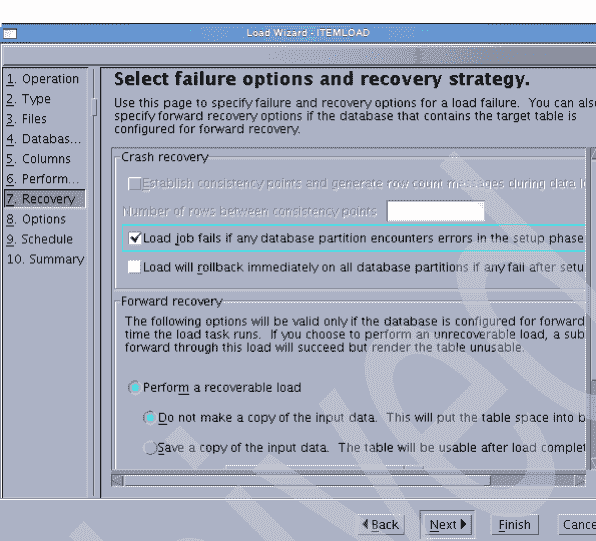 Load Wizard - ITEMLOAD
1. Operation
2. Type
3. Files
4. Databas...
5. Columns
6. Perform...
7. Recovery
8. Options
9. Schedule
10. Summary
Select failure options and recovery strategy.
Use this page to specify failure and recovery options for a load failure. You can also
specify forward recovery options if the database that contains the target table is
configured for forward recovery.
Crash recovery
Establish consistency points and generate row count messages during data lo
Number of rows between consistency points
Load job fails if any database partition encounters errors in the setup phase
Load will rollback immediately on all database partitions if any fail after setu
Forward recovery
The following options will be valid only if the database is configured for forward
time the load task runs. If you choose to perform an unrecoverable load, a sub
forward through this load will succeed but render the table unusable.
Perform a recoverable load
Do not make a copy of the input data. This will put the table space into b
Save a copy of the input data. The table will be usable after load complet
Back Next Finish Cance